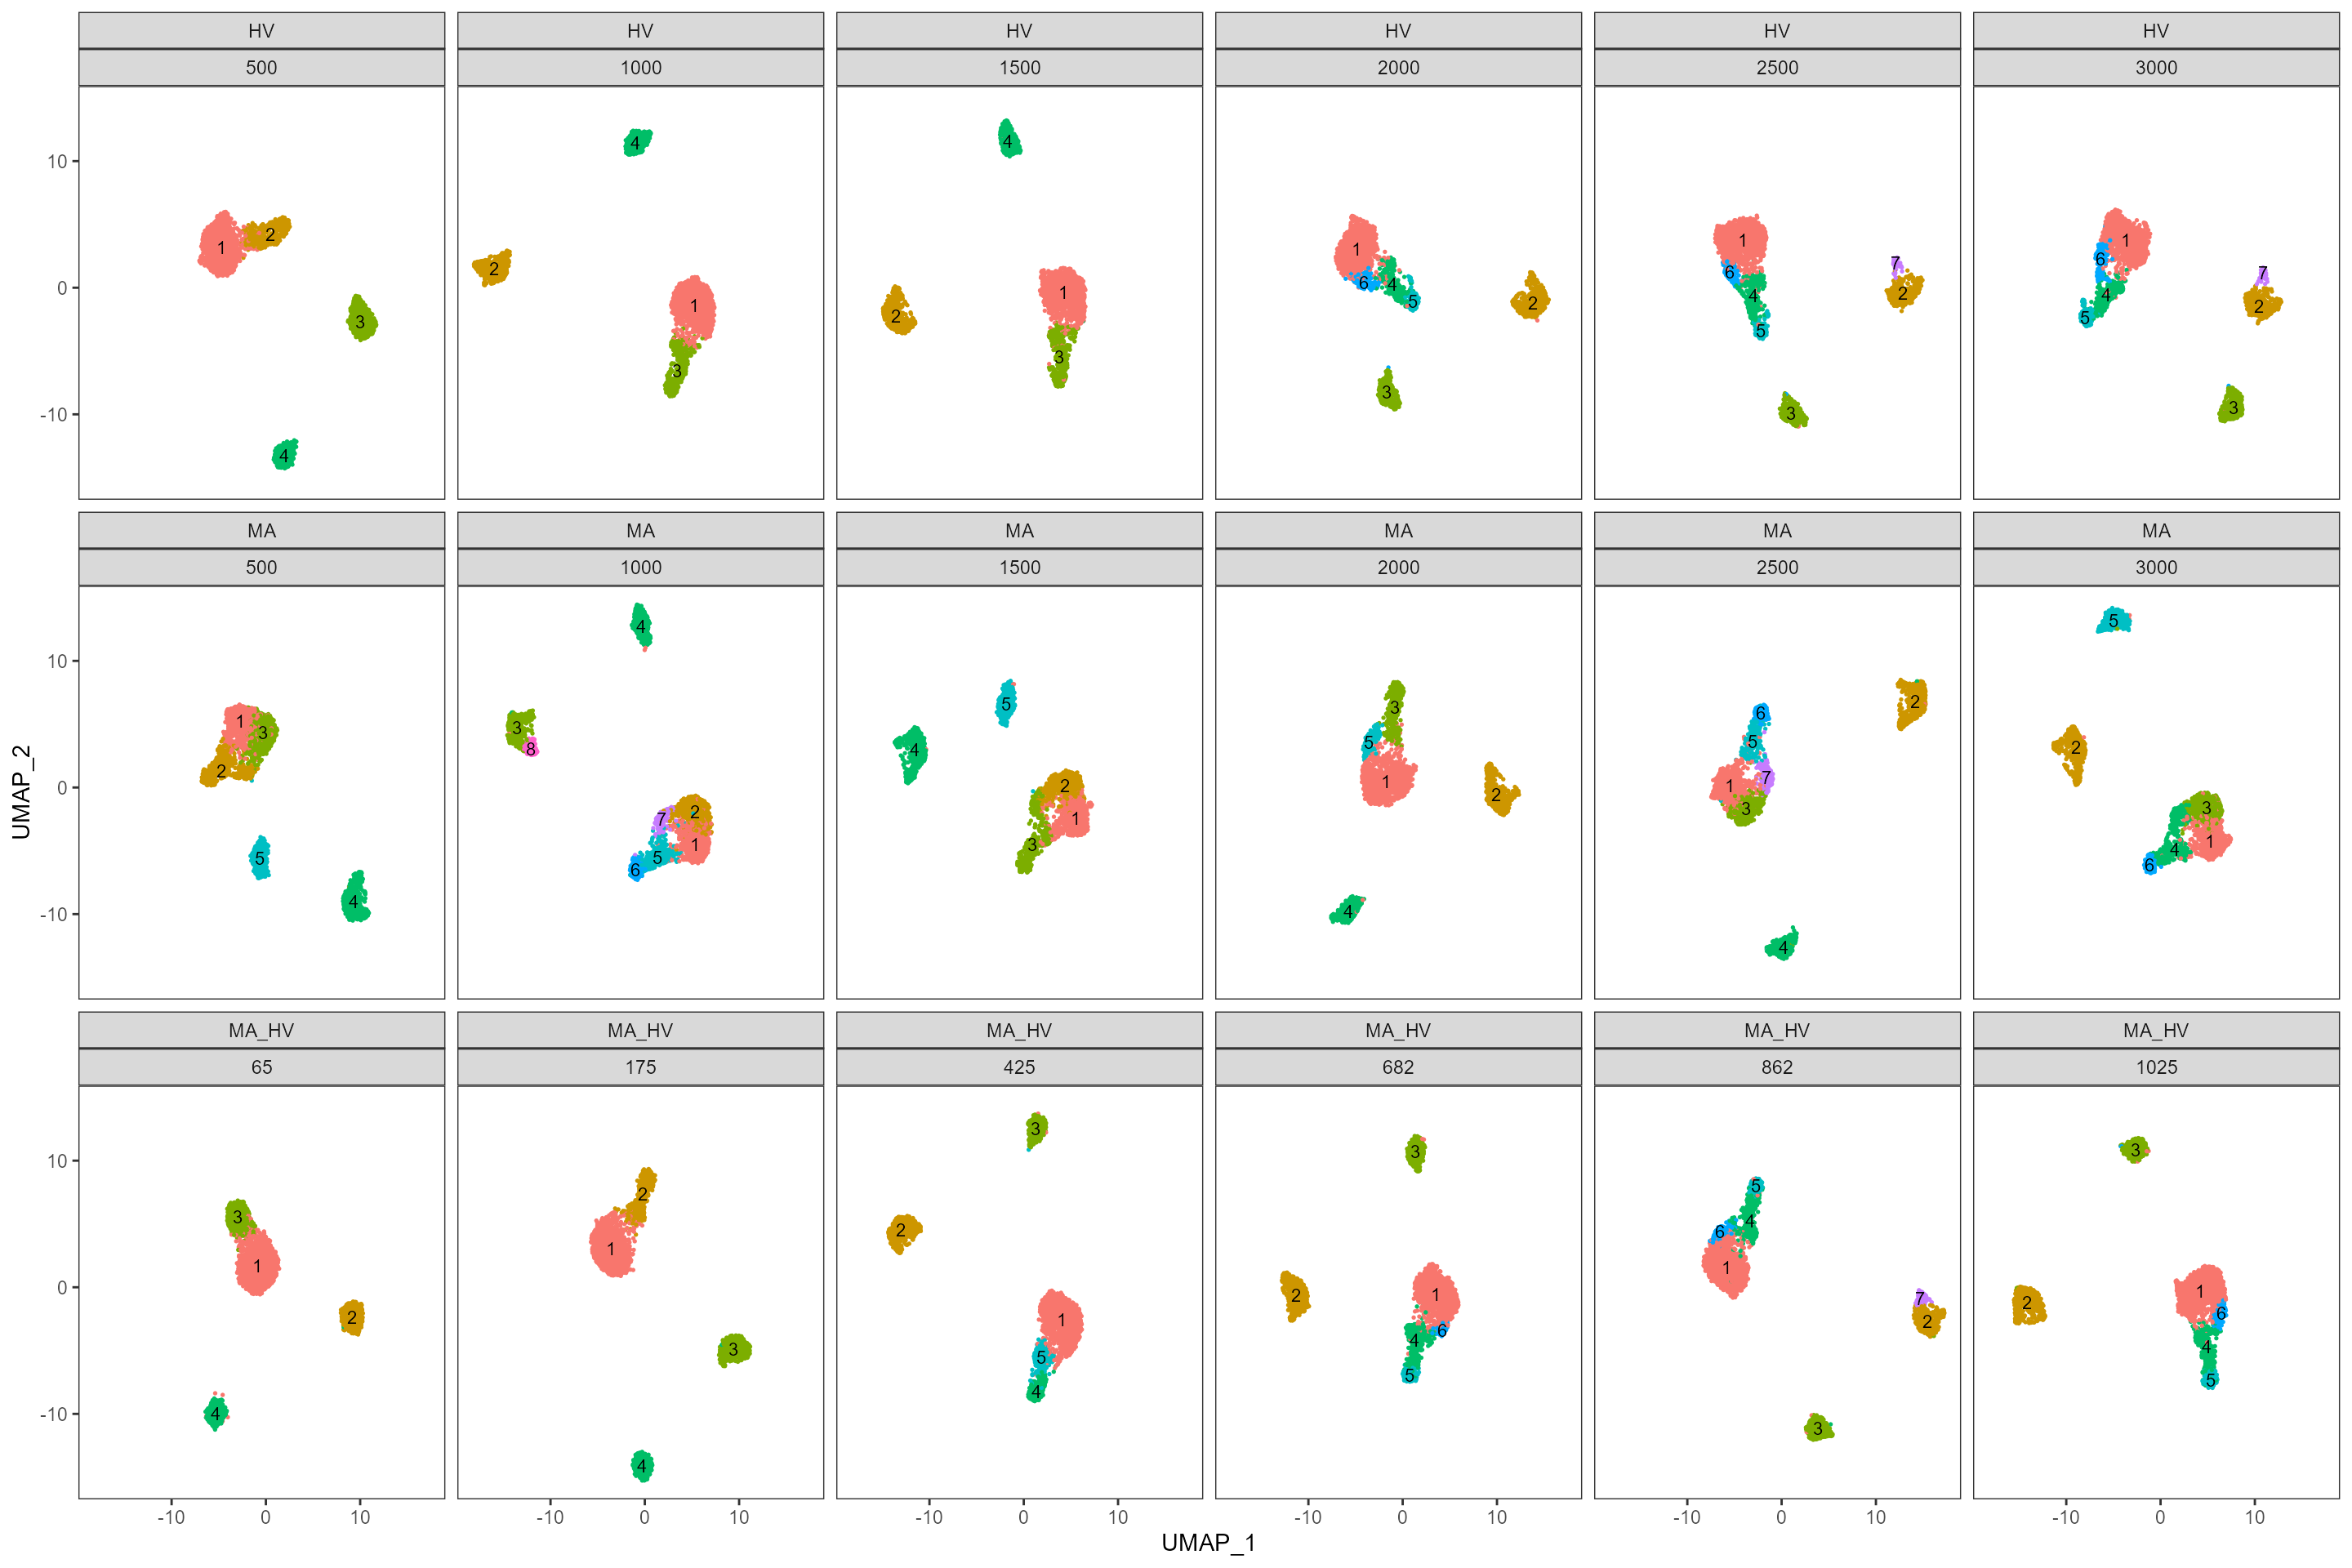 HV HV HV HV HV HV
500 1000 1500 2000 2500 3000
10
0
-10
1 2 3 4
4 2 1 3
4 2 1 3
1 6 4 5 2 3
1 6 4 5 7 2 3
1 6 4 5 7 2 3
MA MA MA MA MA MA
500 1000 1500 2000 2500 3000
UMAP_2
10
0
-10
1 3 2 5 4
4 3 8 2 7 1 5 6
5 4 2 1 3
3 5 1 2 4
2 6 5 7 1 3 4
5 2 3 1 4 6
MA_HV MA_HV MA_HV MA_HV MA_HV MA_HV
65 175 425 682 862 1025
10
0
-10
3 1 2 4
2 1 3 4
3 2 1 5 4
3 2 1 6 4 5
5 4 6 1 7 2 3
3 1 2 6 4 5
-10 0 10 -10 0 10 -10 0 10 -10 0 10 -10 0 10 -10 0 10
UMAP_1